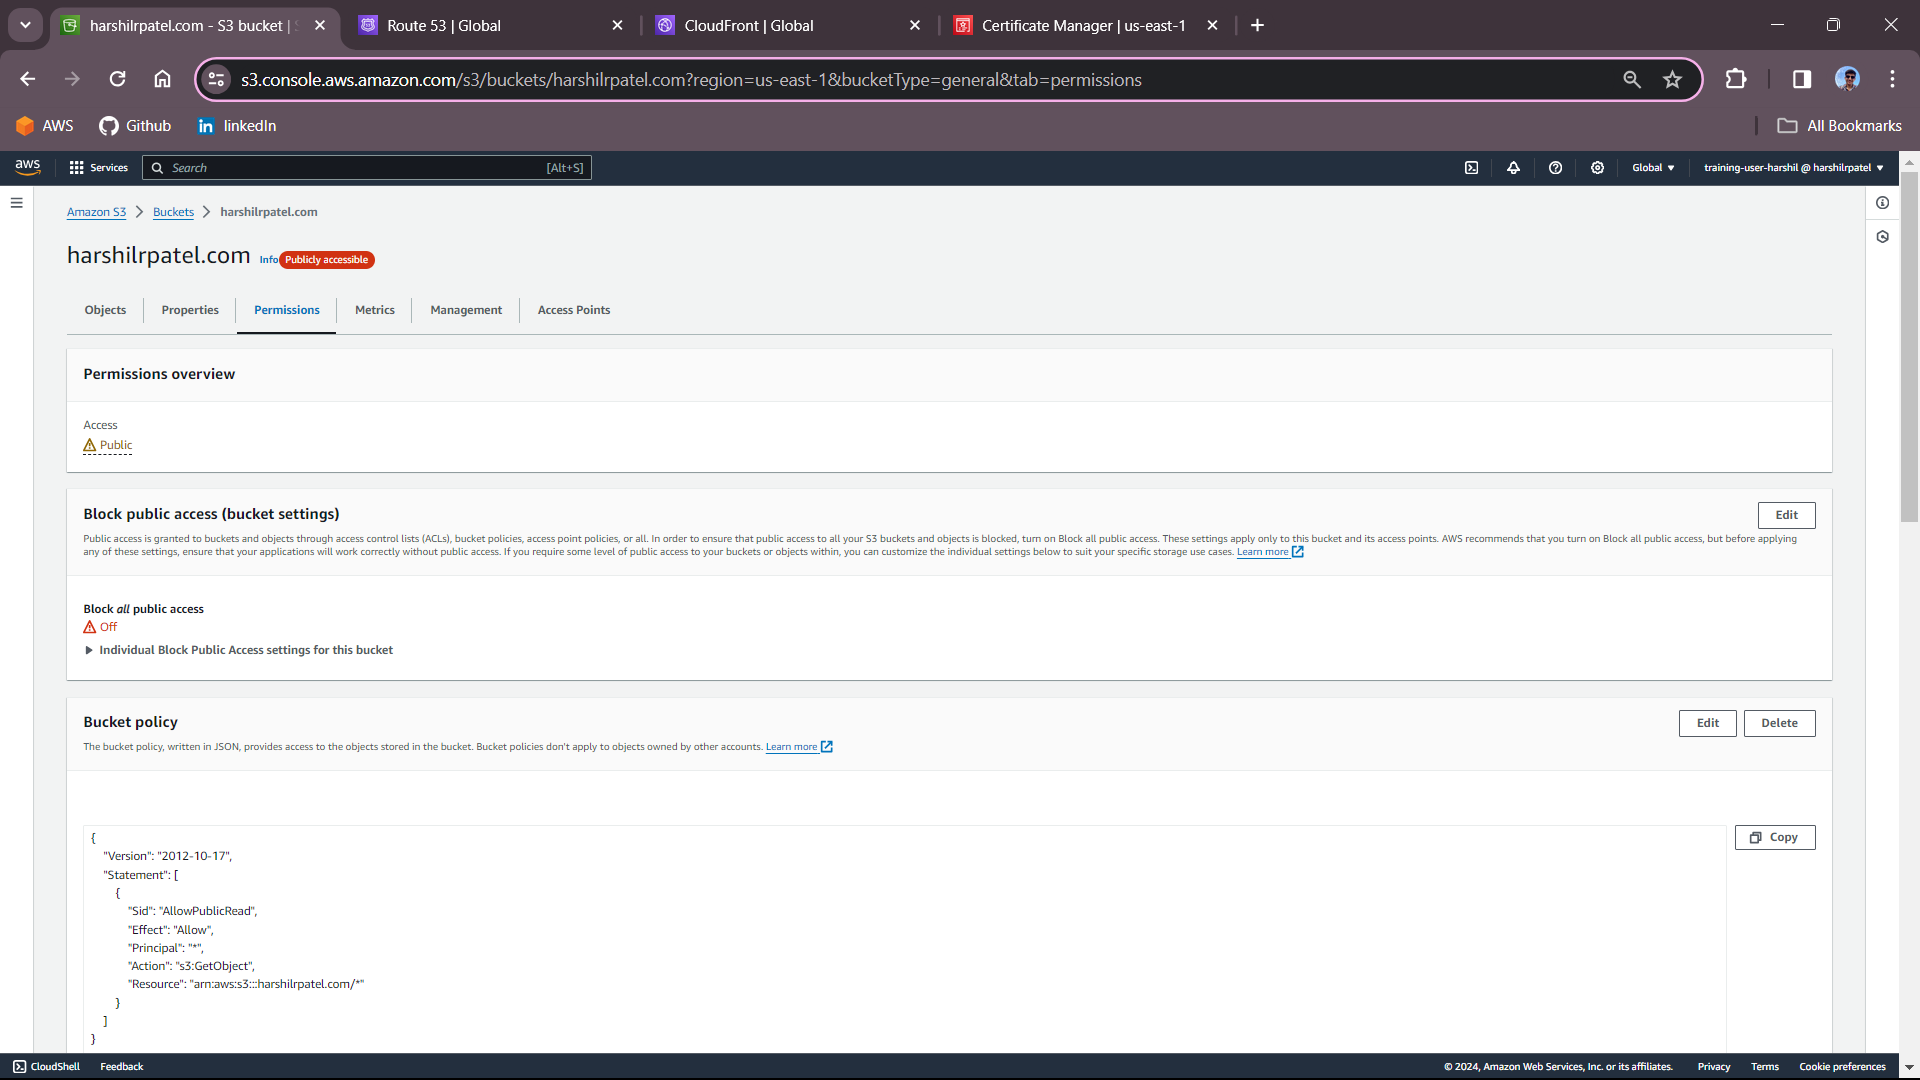 harshilrpatel.com - S3 bucket | S
Route 53 | Global
CloudFront | Global
Certificate Manager | us-east-1
s3.console.aws.amazon.com/s3/buckets/harshilrpatel.com?region=us-east-1&bucketType=general&tab=permissions
AWS
Github
linkedIn
All Bookmarks
aws
Services
Search
[Alt+S]
Global
training-user-harshil @ harshilrpatel
Amazon S3
Buckets
harshilrpatel.com
harshilrpatel.com
Info
Publicly accessible
Objects
Properties
Permissions
Metrics
Management
Access Points
Permissions overview
Access
Public
Block public access (bucket settings)
Edit
Public access is granted to buckets and objects through access control lists (ACLs), bucket policies, access point policies, or all. In order to ensure that public access to all your S3 buckets and objects is blocked, turn on Block all public access. These settings apply only to this bucket and its access points. AWS recommends that you turn on Block all public access, but before applying
any of these settings, ensure that your applications will work correctly without public access. If you require some level of public access to your buckets or objects within, you can customize the individual settings below to suit your specific storage use cases. Learn more
Block all public access
Off
Individual Block Public Access settings for this bucket
Bucket policy
Edit
Delete
The bucket policy, written in JSON, provides access to the objects stored in the bucket. Bucket policies don't apply to objects owned by other accounts. Learn more
Copy
{
"Version": "2012-10-17",
"Statement": [
{
"Sid": "AllowPublicRead",
"Effect": "Allow",
"Principal": "*",
"Action": "s3:GetObject",
"Resource": "arn:aws:s3:::harshilrpatel.com/*"
}
]
}
CloudShell
Feedback
© 2024, Amazon Web Services, Inc. or its affiliates.
Privacy
Terms
Cookie preferences